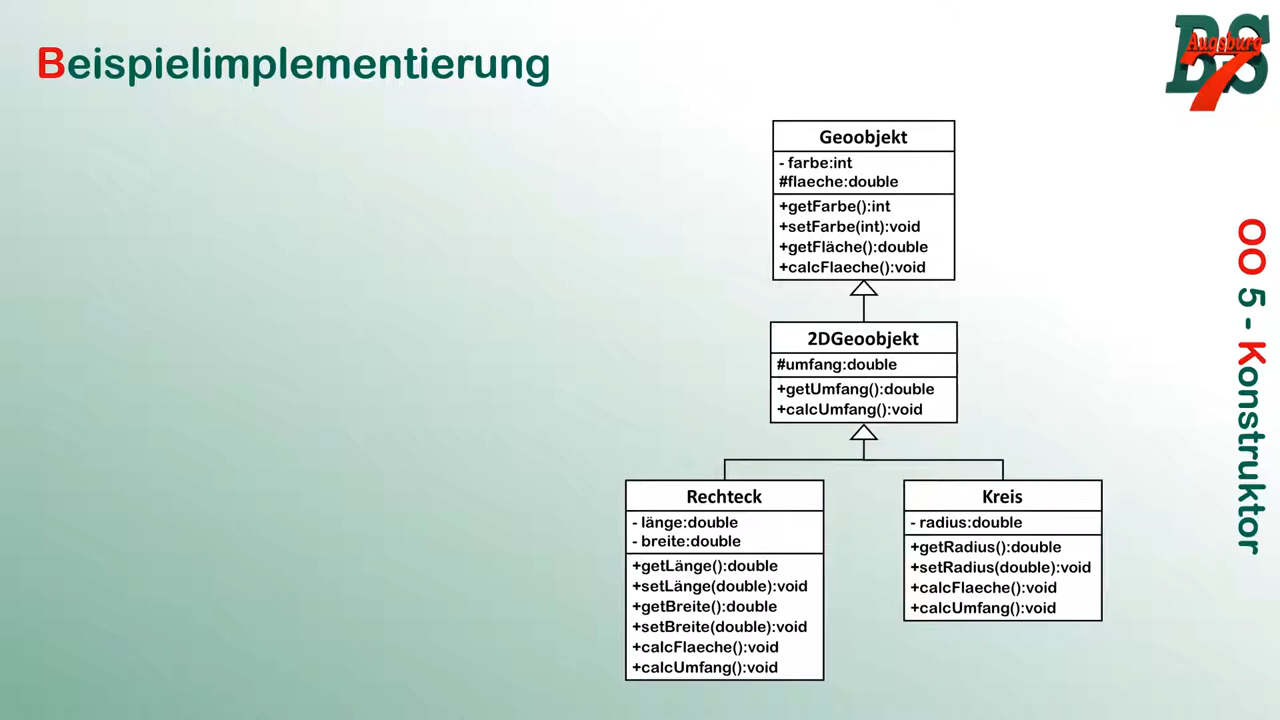 Beispielimplementierung
BS
Augsburg
7
Geoobjekt
- farbe:int
#flaeche:double
+getFarbe():int
+setFarbe(int):void
+getFläche():double
+calcFlaeche():void
2DGeoobjekt
#umfang:double
+getUmfang():double
+calcUmfang():void
Rechteck
- länge:double
- breite:double
+getLänge():double
+setLänge(double):void
+getBreite():double
+setBreite(double):void
+calcFlaeche():void
+calcUmfang():void
Kreis
- radius:double
+getRadius():double
+setRadius(double):void
+calcFlaeche():void
+calcUmfang():void
OO 5 - Konstruktor